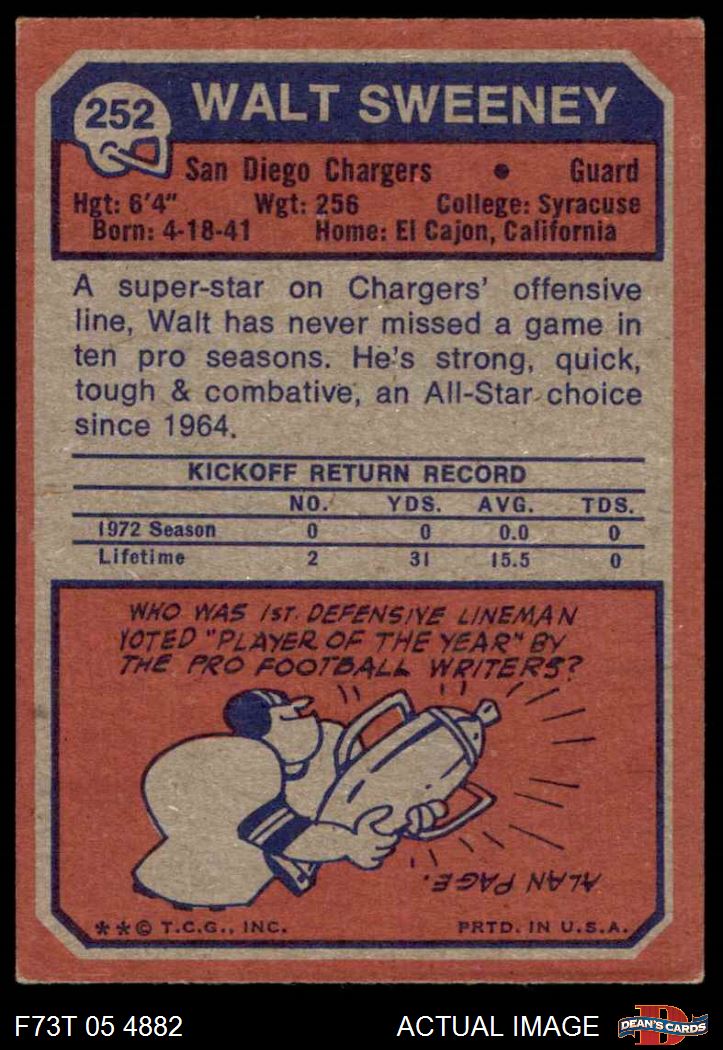 252
WALT SWEENEY
San Diego Chargers • Guard
Hgt: 6'4" Wgt: 256 College: Syracuse
Born: 4-18-41 Home: El Cajon, California
A super-star on Chargers' offensive
line, Walt has never missed a game in
ten pro seasons. He's strong, quick,
tough & combative, an All-Star choice
since 1964.
KICKOFF RETURN RECORD
NO. YDS. AVG. TDS.
1972 Season 0 0 0.0 0
Lifetime 2 31 15.5 0
WHO WAS 1ST. DEFENSIVE LINEMAN
VOTED "PLAYER OF THE YEAR" BY
THE PRO FOOTBALL WRITERS?
ALAN PAGE.
**© T.C.G., INC. PRTD. IN U.S.A.
F73T 05 4882 ACTUAL IMAGE
D
DEAN'S CARDS